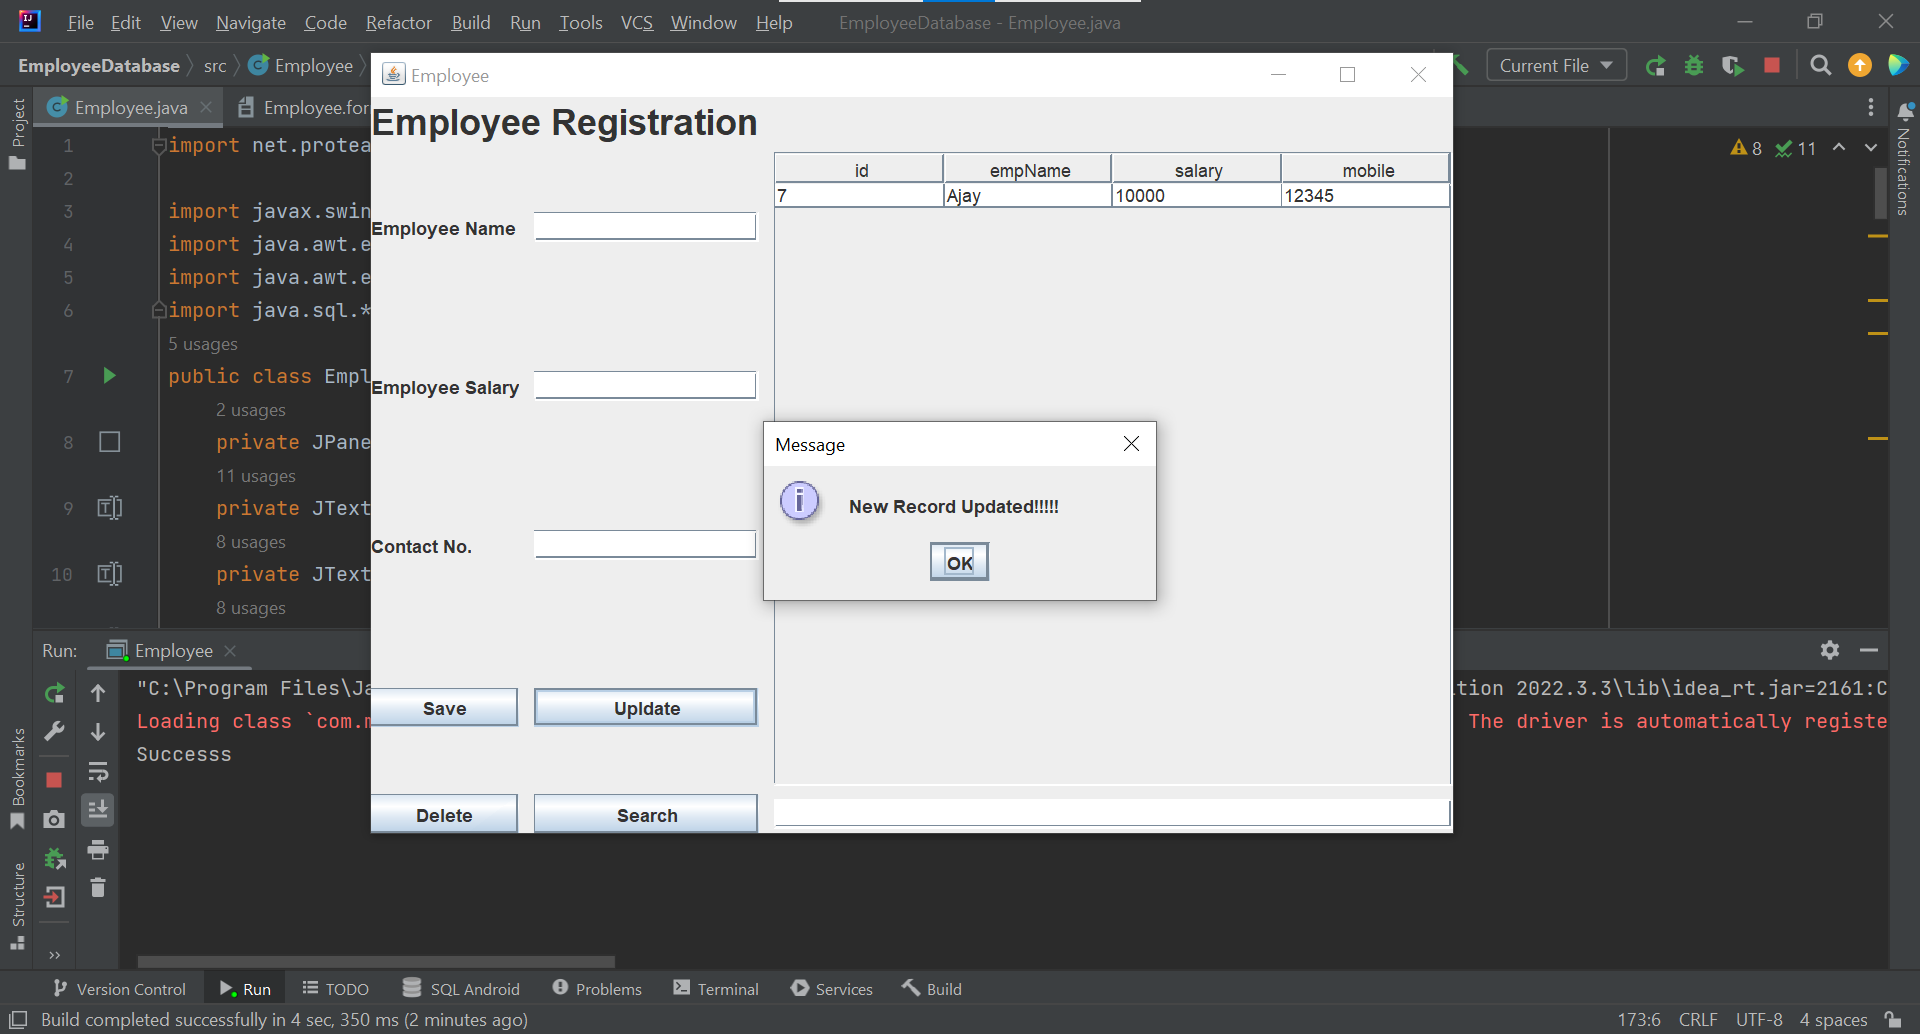 File Edit View Navigate Code Refactor Build Run Tools VCS Window Help EmployeeDatabase - Employee.java
EmployeeDatabase src Employee
Current File
Employee
Project
Employee.java
Employee.for
Employee Registration
Notifications
1 import net.protea
8 11
2
id empName salary mobile
7 Ajay 10000 12345
3 import javax.swin
Employee Name
4 import java.awt.e
5 import java.awt.e
6 import java.sql.*
5 usages
7 public class Empl
Employee Salary
2 usages
8 private JPane
Message
11 usages
9 private JText
New Record Updated!!!!!
8 usages
Contact No.
OK
10 private JText
8 usages
Run: Employee
"C:\Program Files\Ja
tion 2022.3.3\lib\idea_rt.jar=2161:C
Save
Upldate
Loading class `com.m
The driver is automatically registe
Successs
Bookmarks
Delete
Search
Structure
Version Control Run TODO SQL Android Problems Terminal Services Build
Build completed successfully in 4 sec, 350 ms (2 minutes ago)
173:6 CRLF UTF-8 4 spaces